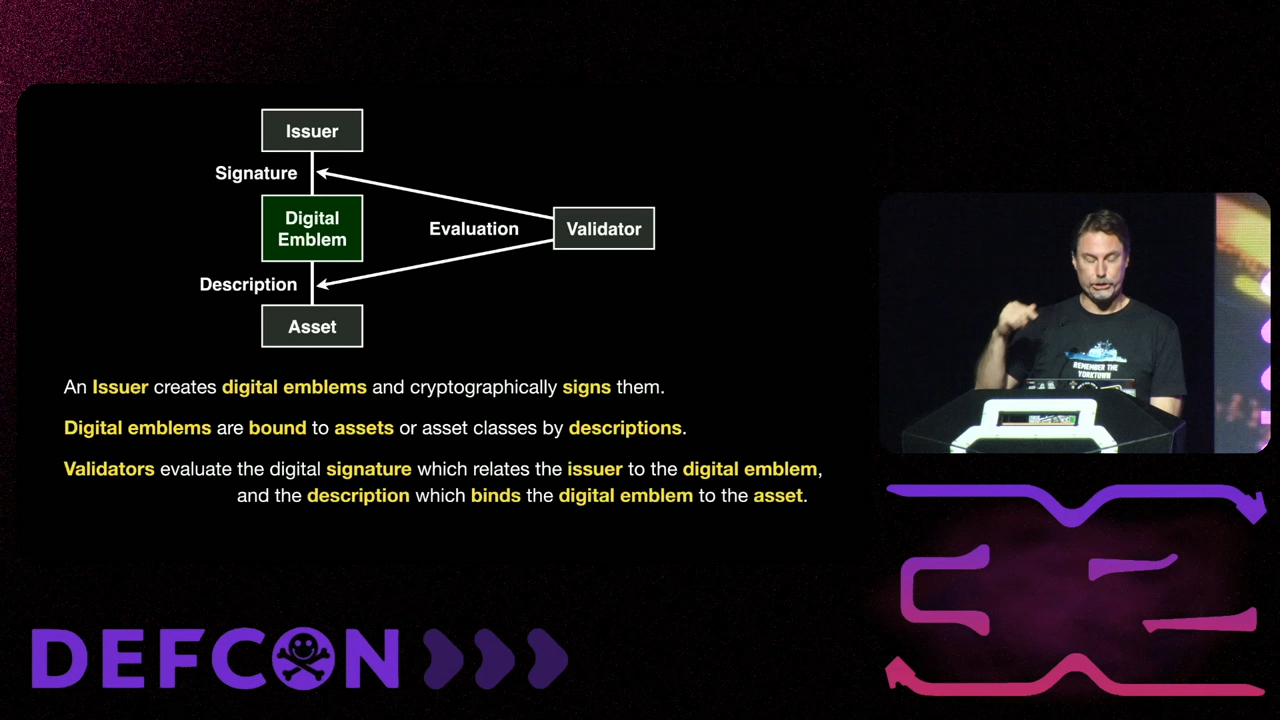 Issuer
Signature
Digital
Emblem
Evaluation
Validator
Description
Asset
An Issuer creates digital emblems and cryptographically signs them.
Digital emblems are bound to assets or asset classes by descriptions.
Validators evaluate the digital signature which relates the issuer to the digital emblem,
and the description which binds the digital emblem to the asset.
REMEMBER THE
YORKTOWN
DEFCON